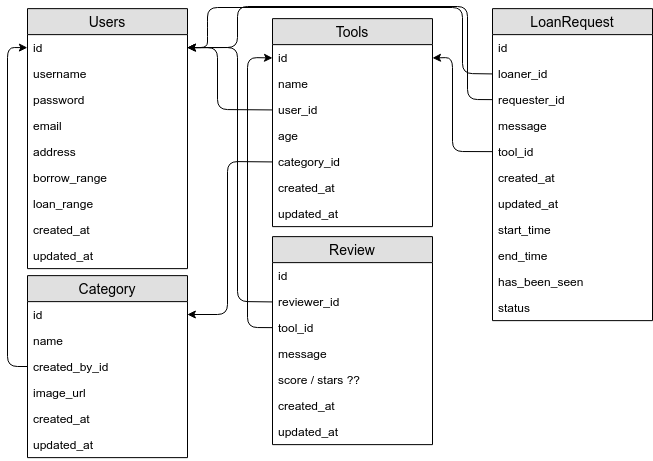 Users
id
username
password
email
address
borrow_range
loan_range
created_at
updated_at
Category
id
name
created_by_id
image_url
created_at
updated_at
Tools
id
name
user_id
age
category_id
created_at
updated_at
Review
id
reviewer_id
tool_id
message
score / stars ??
created_at
updated_at
LoanRequest
id
loaner_id
requester_id
message
tool_id
created_at
updated_at
start_time
end_time
has_been_seen
status